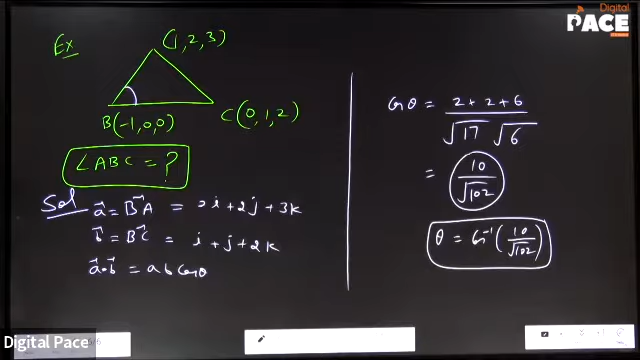 Digital
PACE
Ex
(1, 2, 3)
B(-1,0,0)
C(0,1,2)
∠ABC = ?
Sol
a⃗ = B⃗A = 2i + 2j + 3k
b⃗ = B⃗C = i + j + 2k
a⃗·b⃗ = ab cosθ
cosθ = 2 + 2 + 6 / √17 √6
= 10/√102
θ = cos⁻¹(10/√102)
Digital Pace